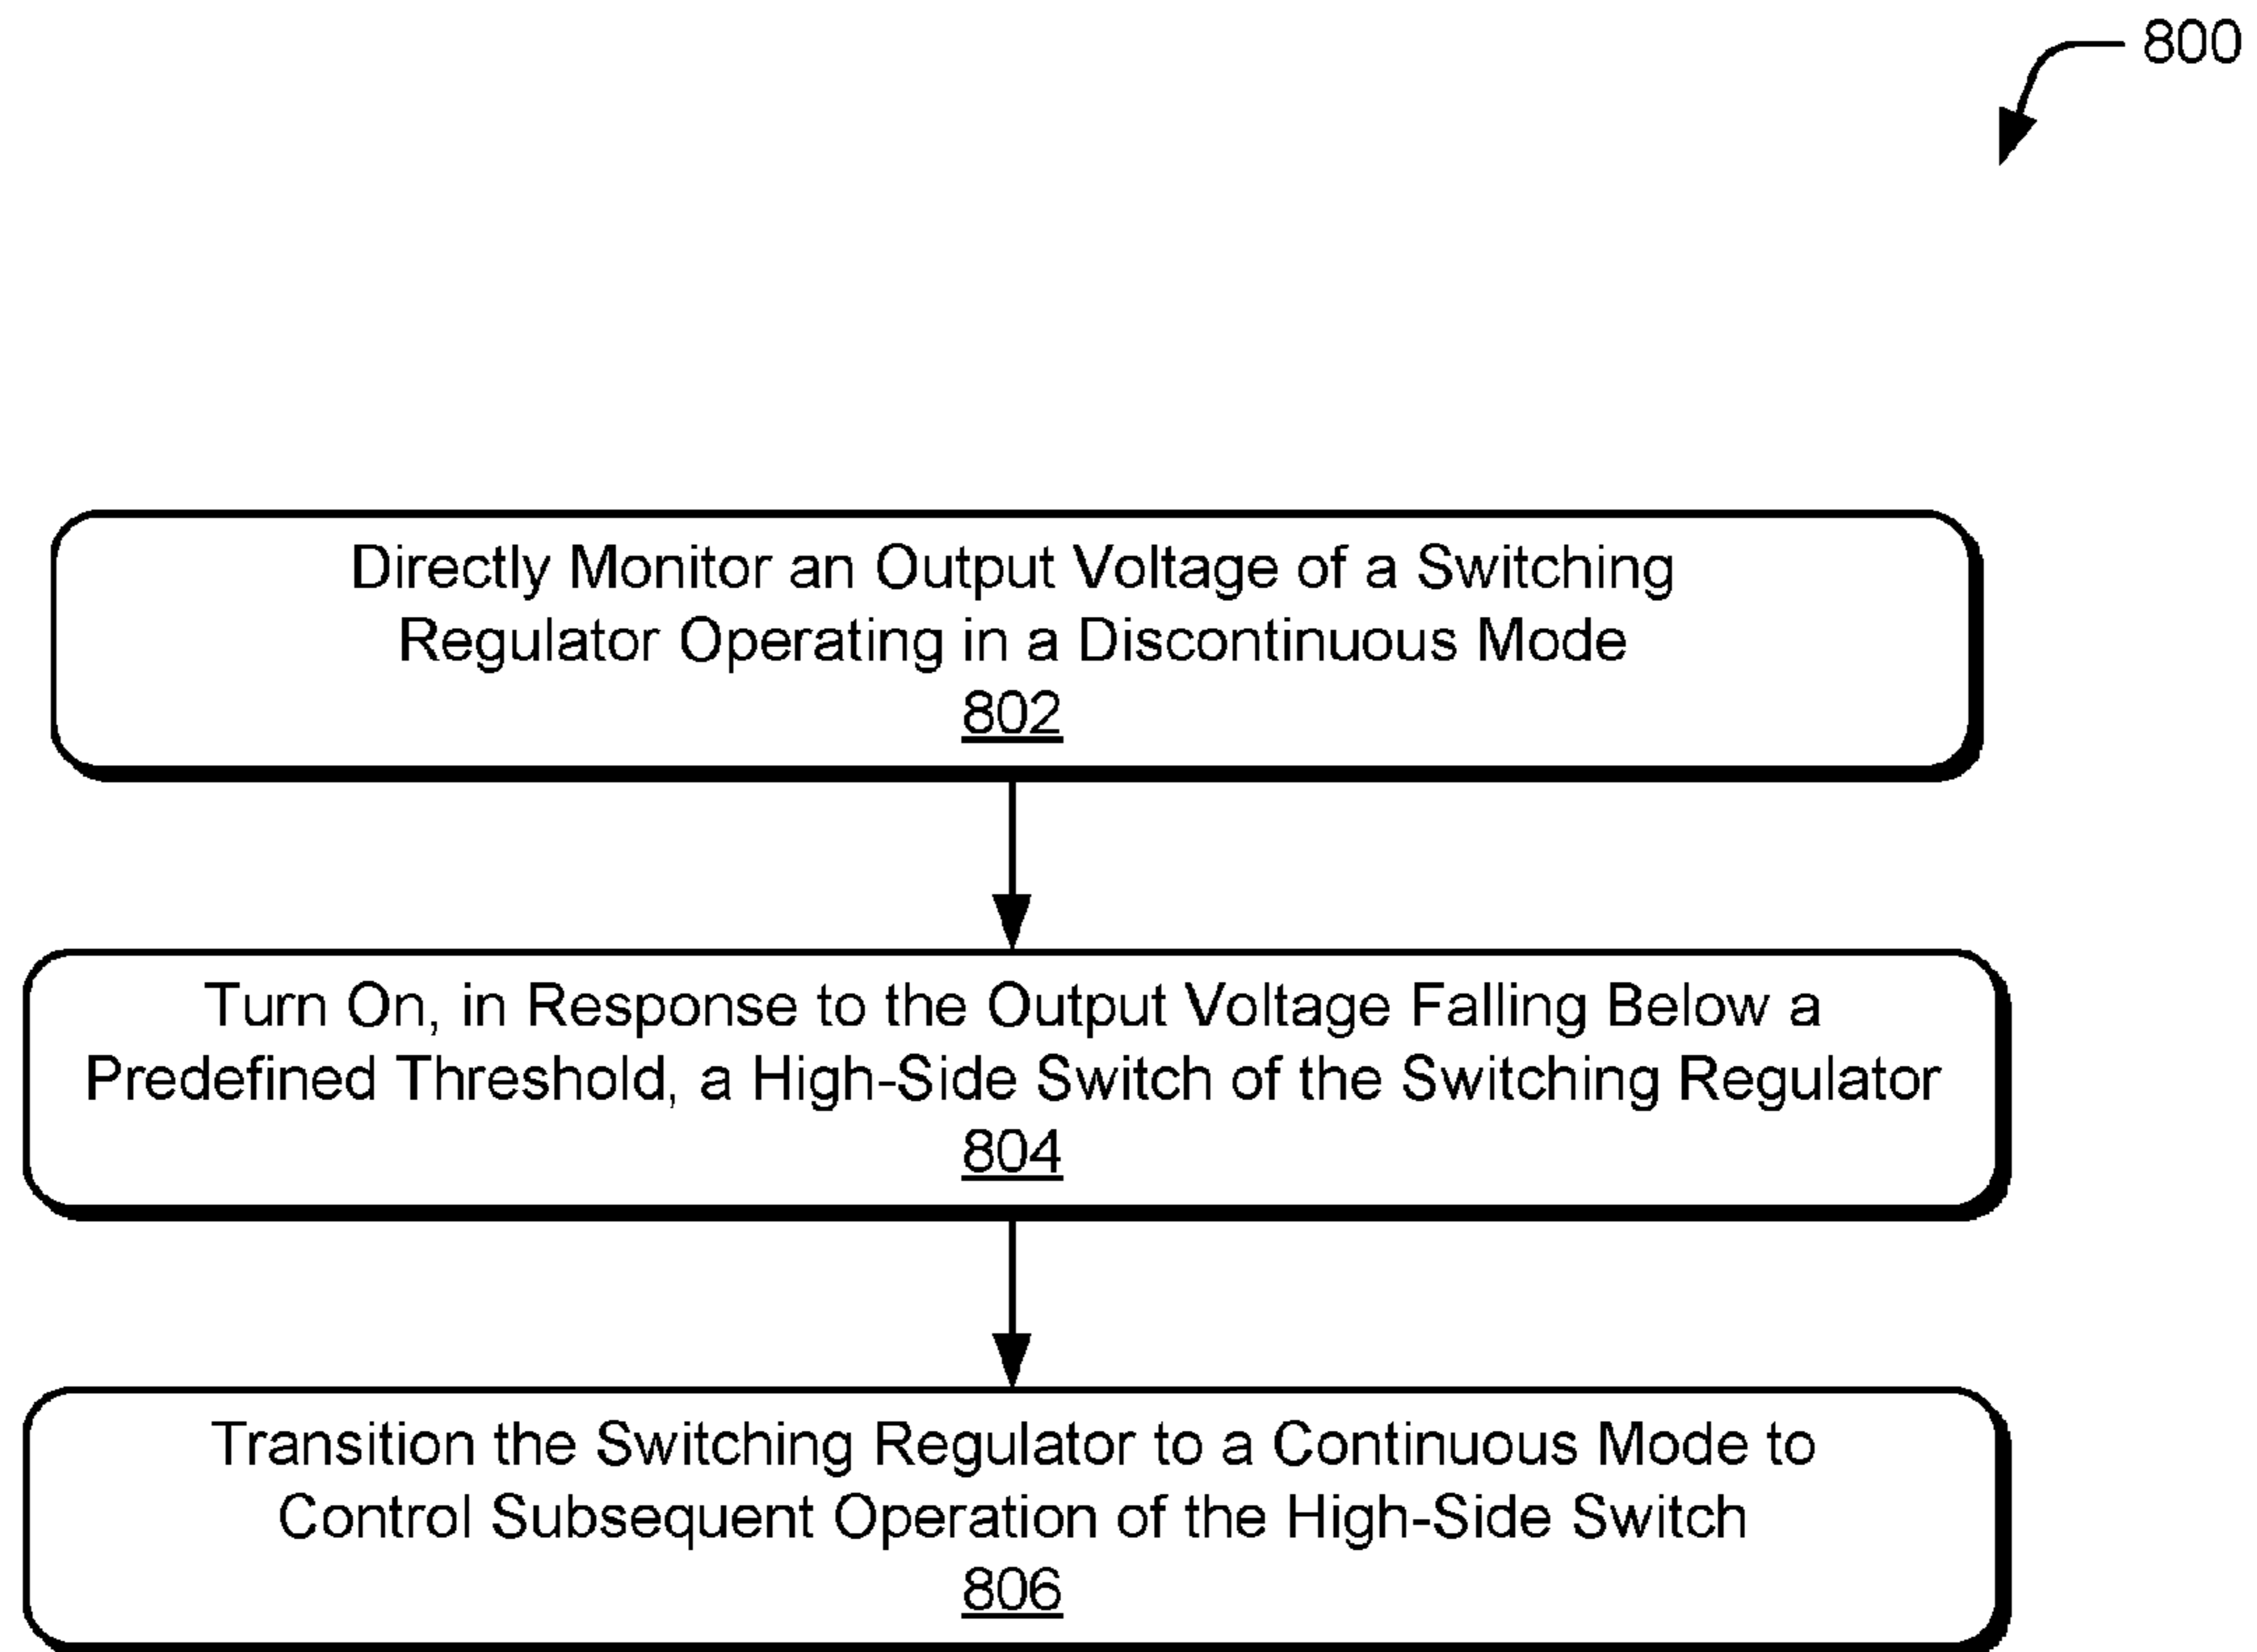 800
Directly Monitor an Output Voltage of a Switching
Regulator Operating in a Discontinuous Mode
802
Turn On, in Response to the Output Voltage Falling Below a
Predefined Threshold, a High-Side Switch of the Switching Regulator
804
Transition the Switching Regulator to a Continuous Mode to
Control Subsequent Operation of the High-Side Switch
806